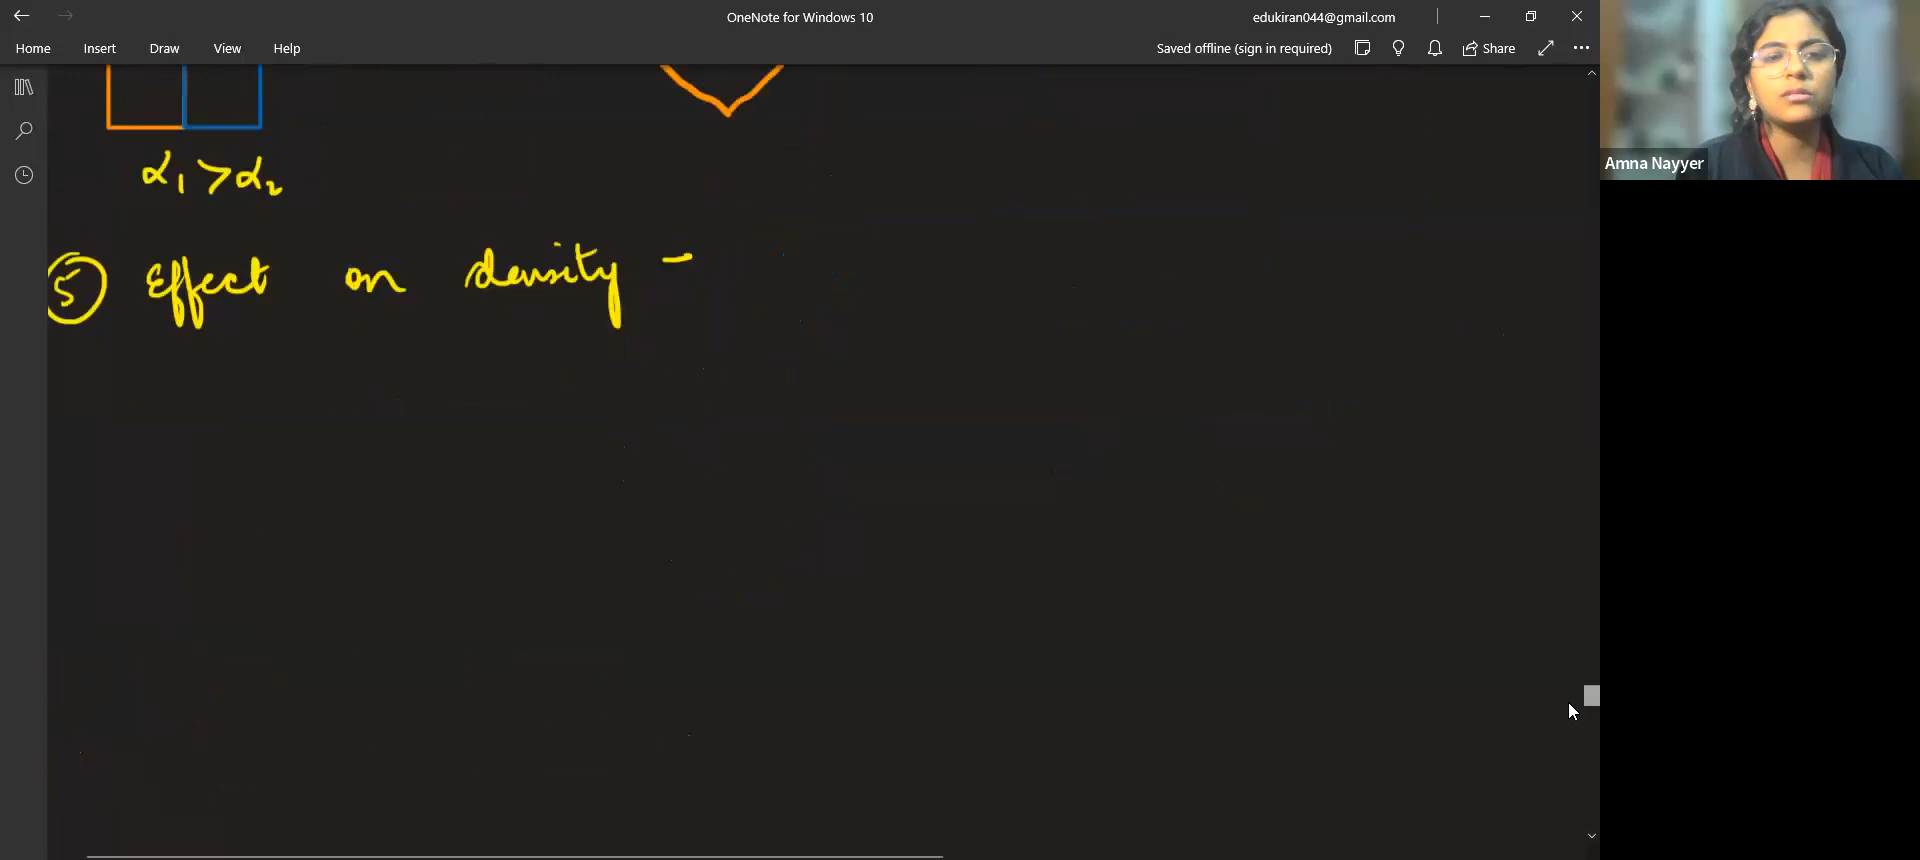 OneNote for Windows 10
edukiran044@gmail.com
Home Insert Draw View Help
Saved offline (sign in required) Share
Amna Nayyer
α₁ > α₂
⑤ Effect on density -